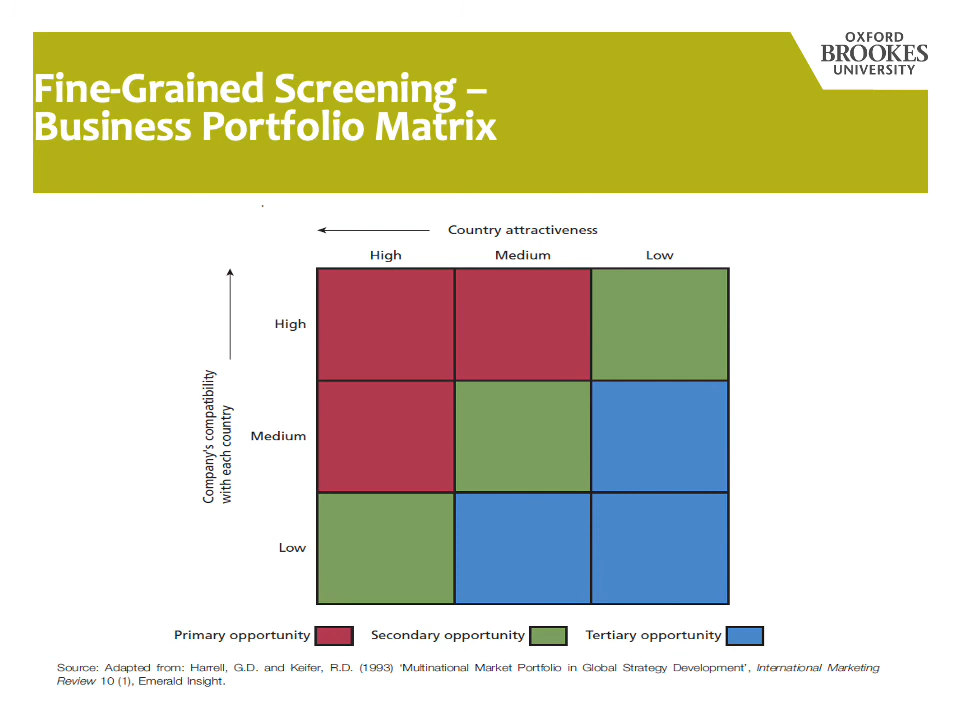 OXFORD
BROOKES
UNIVERSITY
Fine-Grained Screening –
Business Portfolio Matrix
Country attractiveness
High Medium Low
High
Medium
Low
Company's compatibility
with each country
Primary opportunity Secondary opportunity Tertiary opportunity
Source: Adapted from: Harrell, G.D. and Keifer, R.D. (1993) ‘Multinational Market Portfolio in Global Strategy Development’, International Marketing
Review 10 (1), Emerald Insight.